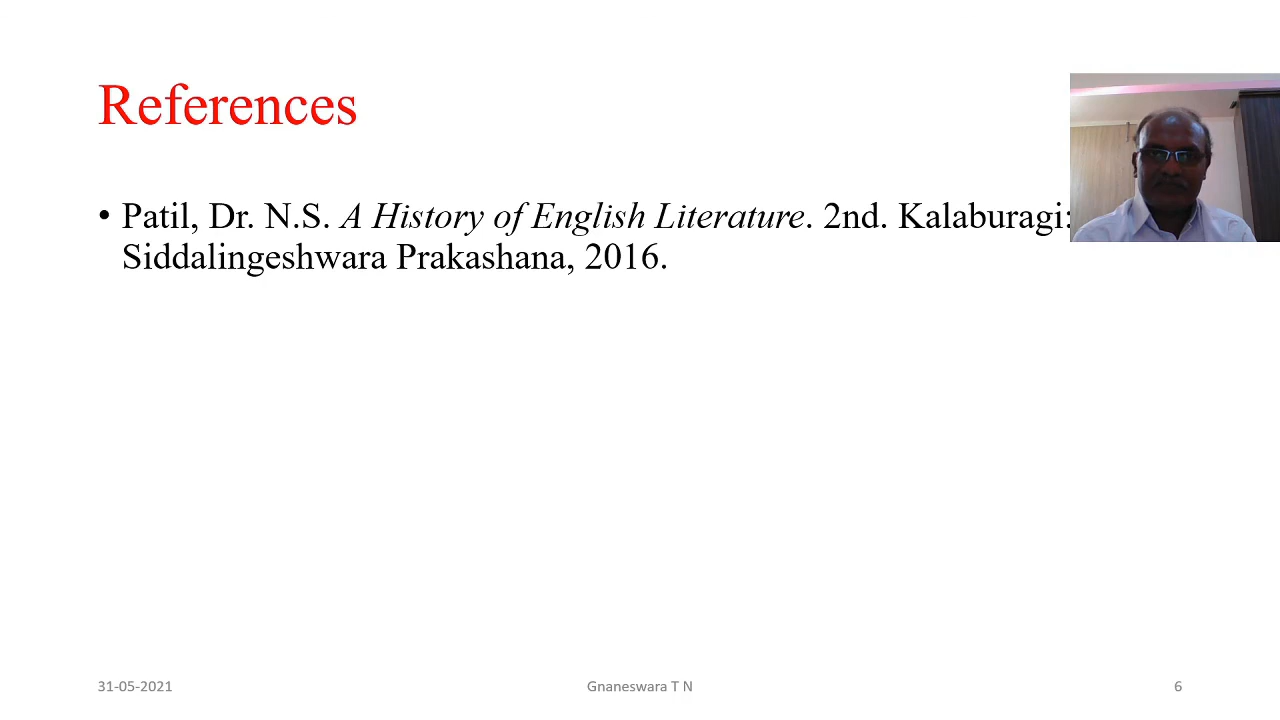 References
• Patil, Dr. N.S. A History of English Literature. 2nd. Kalaburagi:
Siddalingeshwara Prakashana, 2016.
31-05-2021
Gnaneswara T N
6